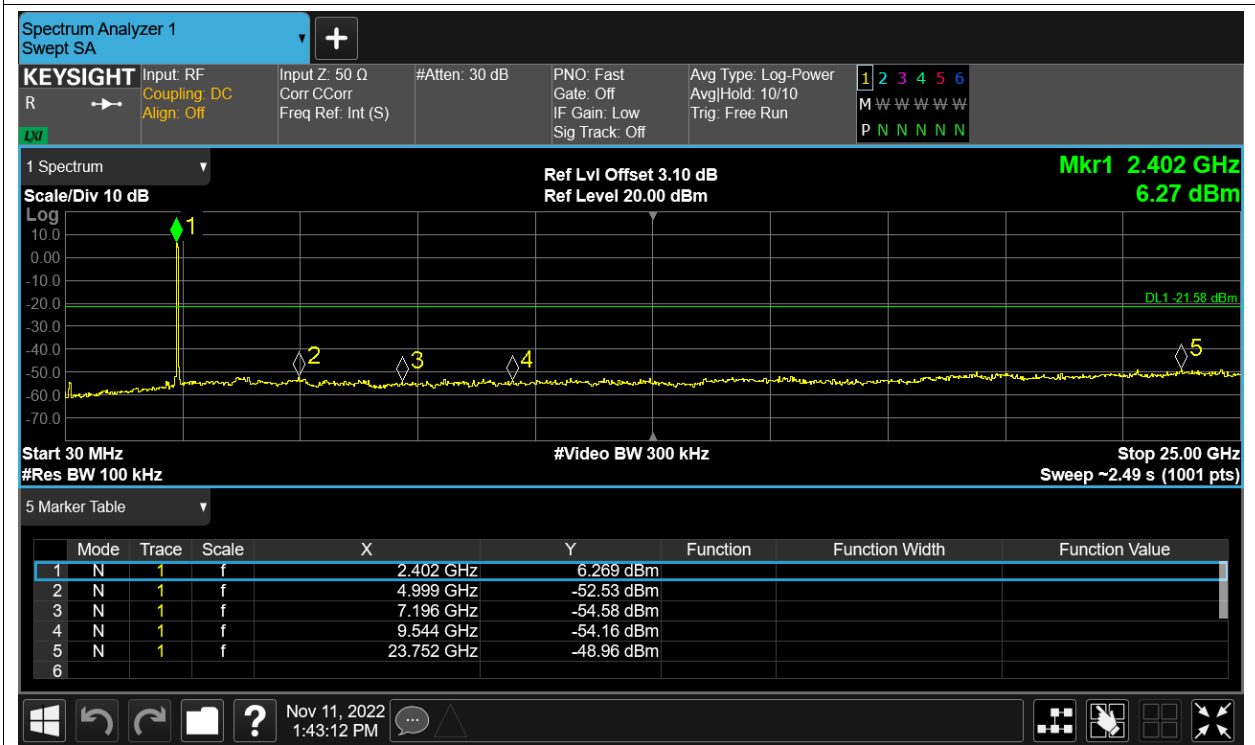 Spectrum Analyzer 1
Swept SA
KEYSIGHT
R
LXI
Input: RF
Coupling: DC
Align: Off
Input Z: 50 Ω
Corr CCorr
Freq Ref: Int (S)
#Atten: 30 dB
PNO: Fast
Gate: Off
IF Gain: Low
Sig Track: Off
Avg Type: Log-Power
Avg|Hold: 10/10
Trig: Free Run
1 2 3 4 5 6
M W W W W W
P N N N N N
1 Spectrum
Scale/Div 10 dB
Ref Lvl Offset 3.10 dB
Ref Level 20.00 dBm
Mkr1 2.402 GHz
6.27 dBm
Log
10.0
0.00
-10.0
-20.0
-30.0
-40.0
-50.0
-60.0
-70.0
1
2
3
4
5
DL1 -21.58 dBm
Start 30 MHz
#Video BW 300 kHz
Stop 25.00 GHz
#Res BW 100 kHz
Sweep ~2.49 s (1001 pts)
5 Marker Table
Mode Trace Scale X Y Function Function Width Function Value
1 N 1 f 2.402 GHz 6.269 dBm
2 N 1 f 4.999 GHz -52.53 dBm
3 N 1 f 7.196 GHz -54.58 dBm
4 N 1 f 9.544 GHz -54.16 dBm
5 N 1 f 23.752 GHz -48.96 dBm
6
?
Nov 11, 2022
1:43:12 PM